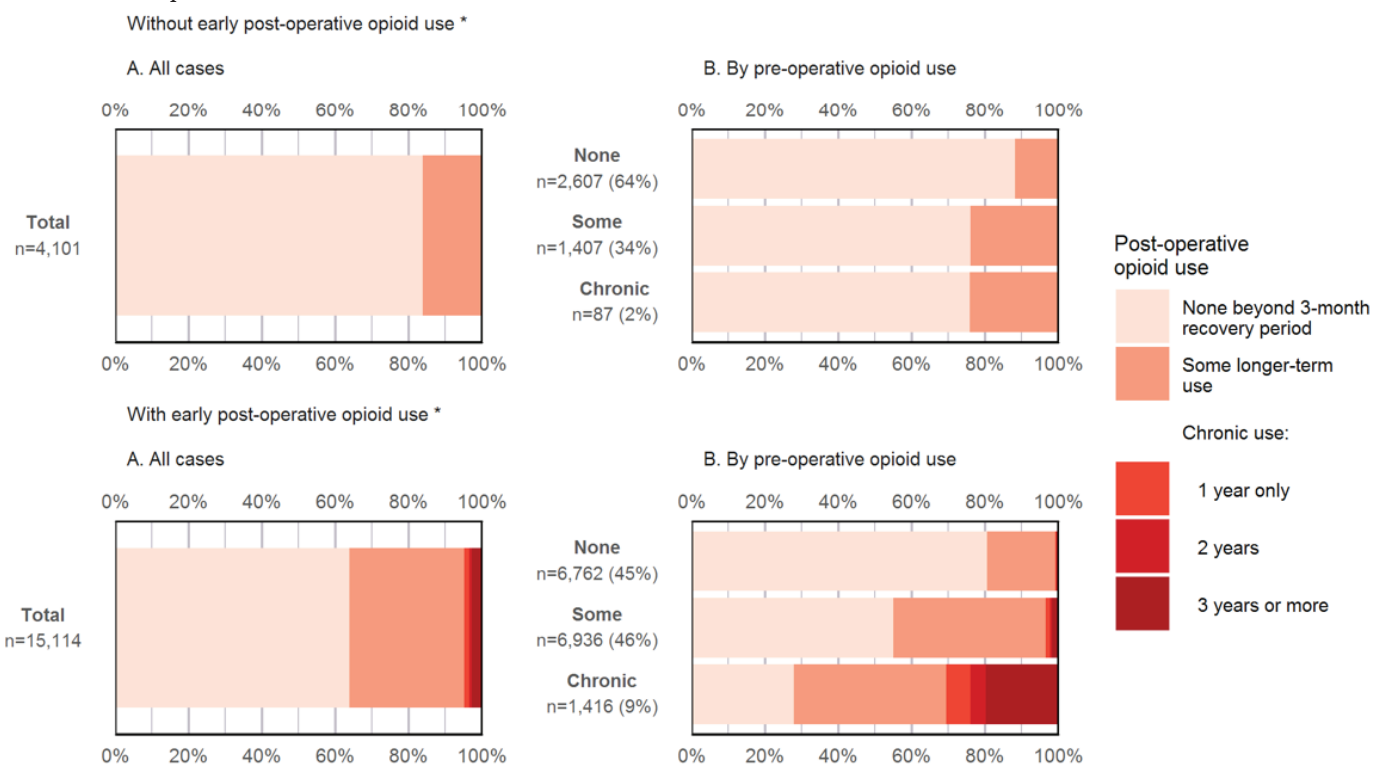 Without early post-operative opioid use *
A. All cases
B. By pre-operative opioid use
0% 20% 40% 60% 80% 100%
0% 20% 40% 60% 80% 100%
Total
n=4,101
None
n=2,607 (64%)
Some
n=1,407 (34%)
Chronic
n=87 (2%)
0% 20% 40% 60% 80% 100%
0% 20% 40% 60% 80% 100%
With early post-operative opioid use *
A. All cases
B. By pre-operative opioid use
0% 20% 40% 60% 80% 100%
0% 20% 40% 60% 80% 100%
Total
n=15,114
None
n=6,762 (45%)
Some
n=6,936 (46%)
Chronic
n=1,416 (9%)
0% 20% 40% 60% 80% 100%
0% 20% 40% 60% 80% 100%
Post-operative
opioid use
None beyond 3-month
recovery period
Some longer-term
use
Chronic use:
1 year only
2 years
3 years or more